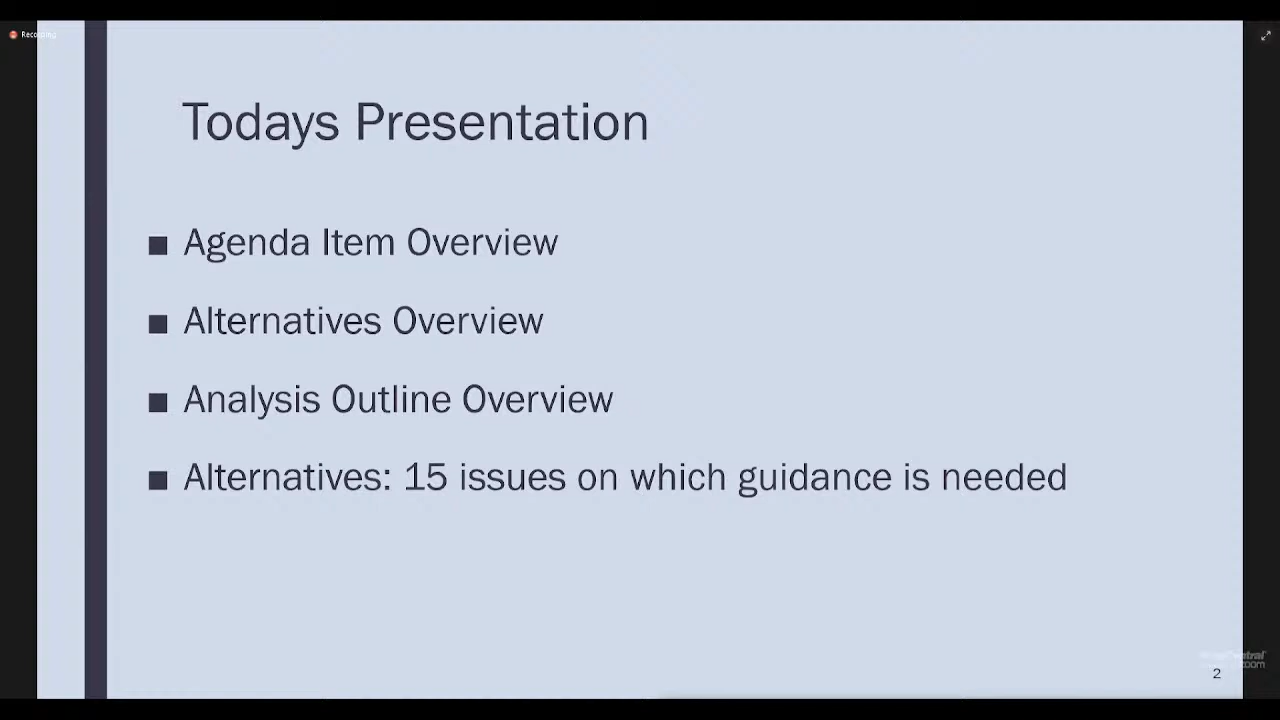 Recording
Todays Presentation
■ Agenda Item Overview
■ Alternatives Overview
■ Analysis Outline Overview
■ Alternatives: 15 issues on which guidance is needed
zoom
2